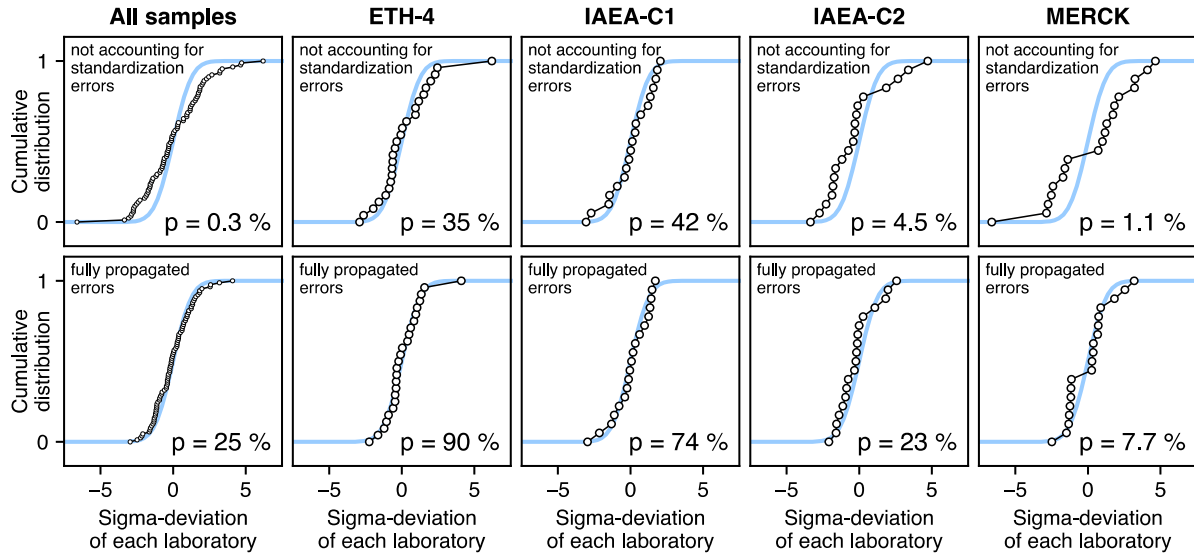 All samples
ETH-4
IAEA-C1
IAEA-C2
MERCK
Cumulative
distribution
1
0
not accounting for
standardization
errors
p = 0.3 %
not accounting for
standardization
errors
p = 35 %
not accounting for
standardization
errors
p = 42 %
not accounting for
standardization
errors
p = 4.5 %
not accounting for
standardization
errors
p = 1.1 %
Cumulative
distribution
1
0
fully propagated
errors
p = 25 %
fully propagated
errors
p = 90 %
fully propagated
errors
p = 74 %
fully propagated
errors
p = 23 %
fully propagated
errors
p = 7.7 %
−5 0 5
−5 0 5
−5 0 5
−5 0 5
−5 0 5
Sigma-deviation
of each laboratory
Sigma-deviation
of each laboratory
Sigma-deviation
of each laboratory
Sigma-deviation
of each laboratory
Sigma-deviation
of each laboratory